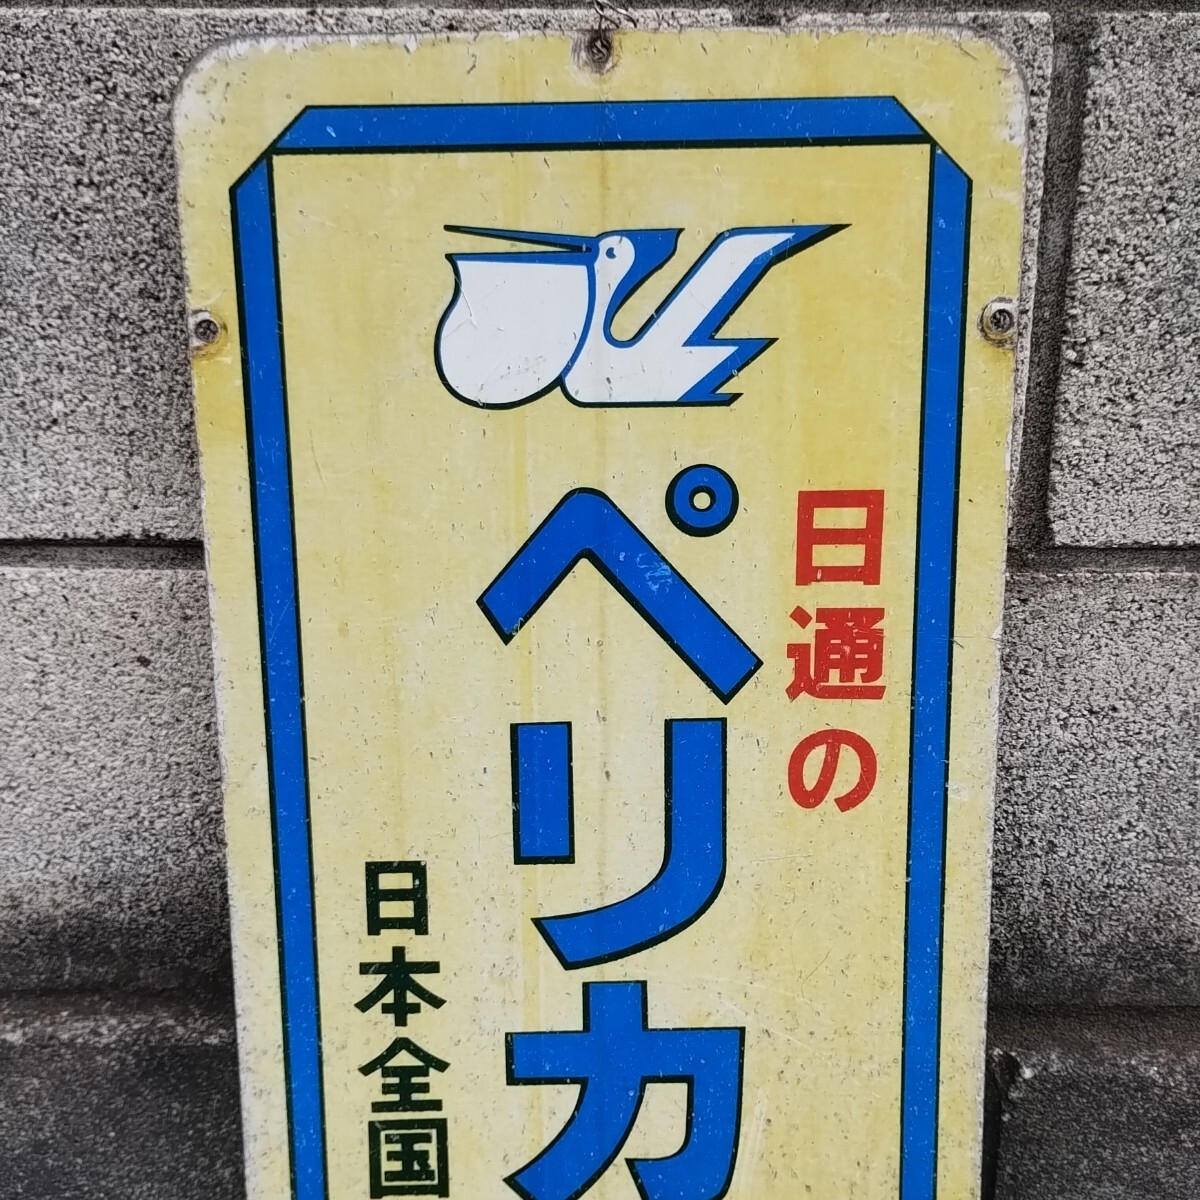 日通の
ペリカ
日本全国